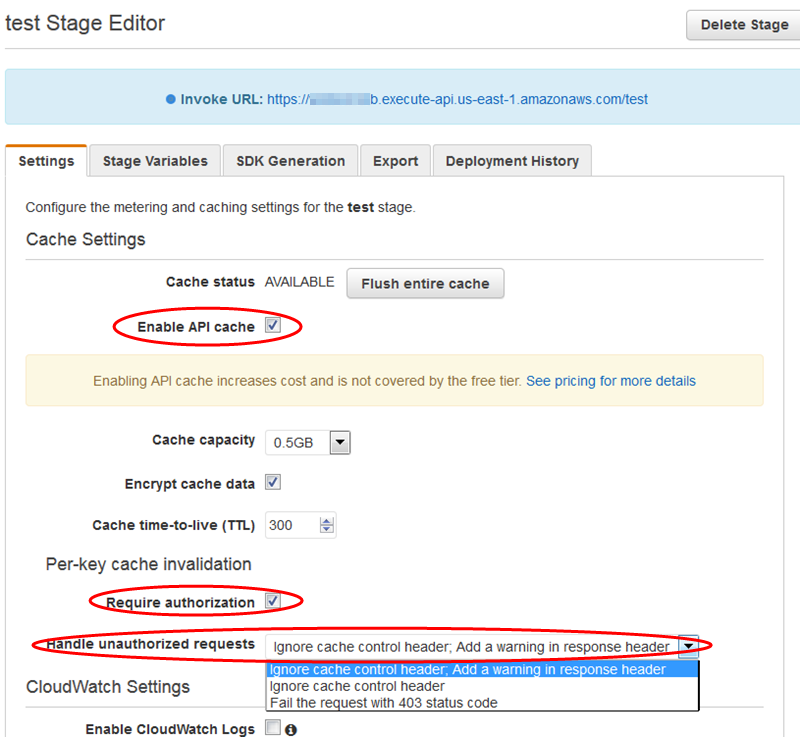 test Stage Editor
Delete Stage
Invoke URL: https:// b.execute-api.us-east-1.amazonaws.com/test
Settings Stage Variables SDK Generation Export Deployment History
Configure the metering and caching settings for the test stage.
Cache Settings
Cache status AVAILABLE Flush entire cache
Enable API cache
Enabling API cache increases cost and is not covered by the free tier. See pricing for more details
Cache capacity 0.5GB
Encrypt cache data
Cache time-to-live (TTL) 300
Per-key cache invalidation
Require authorization
Handle unauthorized requests Ignore cache control header; Add a warning in response header
Ignore cache control header; Add a warning in response header
Ignore cache control header
Fail the request with 403 status code
CloudWatch Settings
Enable CloudWatch Logs